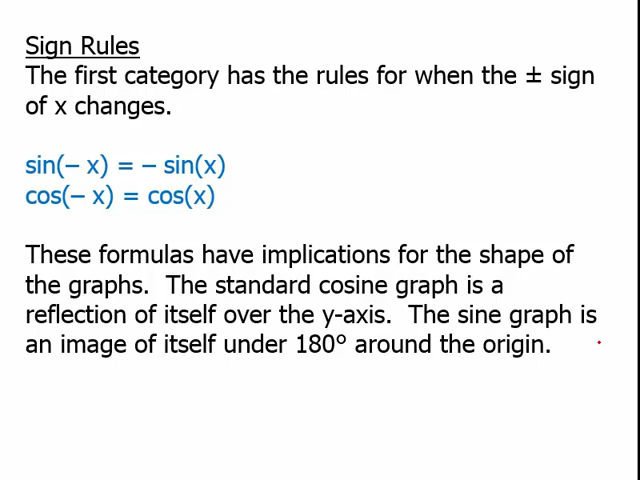 Sign Rules
The first category has the rules for when the ± sign
of x changes.
sin(– x) = – sin(x)
cos(– x) = cos(x)
These formulas have implications for the shape of
the graphs.  The standard cosine graph is a
reflection of itself over the y-axis.  The sine graph is
an image of itself under 180° around the origin.